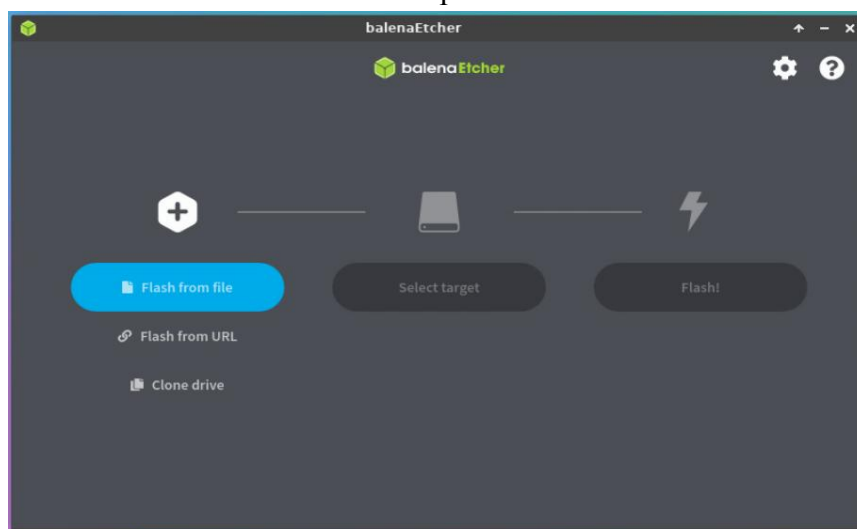 balenaEtcher
balenaEtcher
Flash from file
Select target
Flash!
Flash from URL
Clone drive